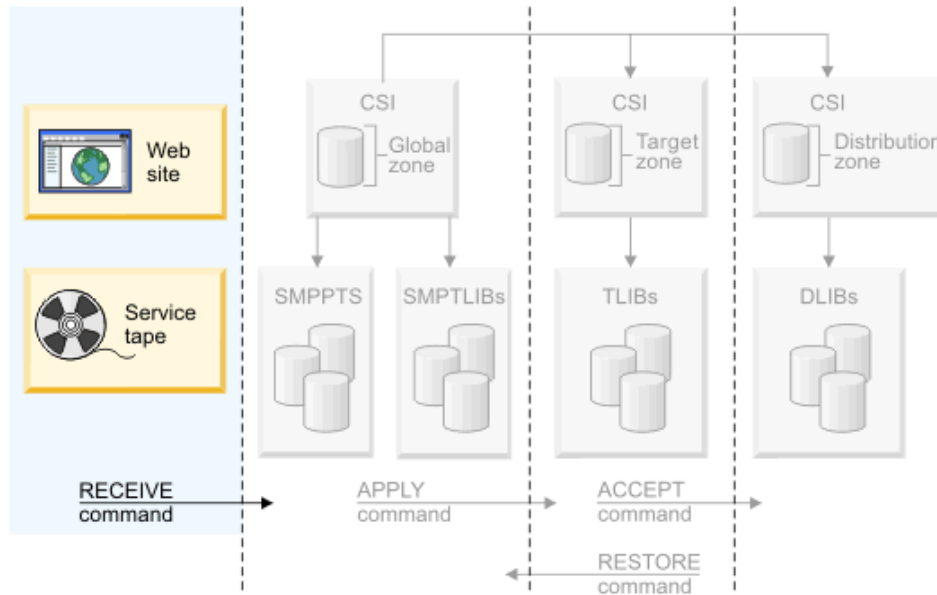 CSI
Global
zone
CSI
Target
zone
CSI
Distribution
zone
Web
site
SMPPTS
SMPTLIBs
TLIBs
DLIBs
Service
tape
RECEIVE
command
APPLY
command
ACCEPT
command
RESTORE
command